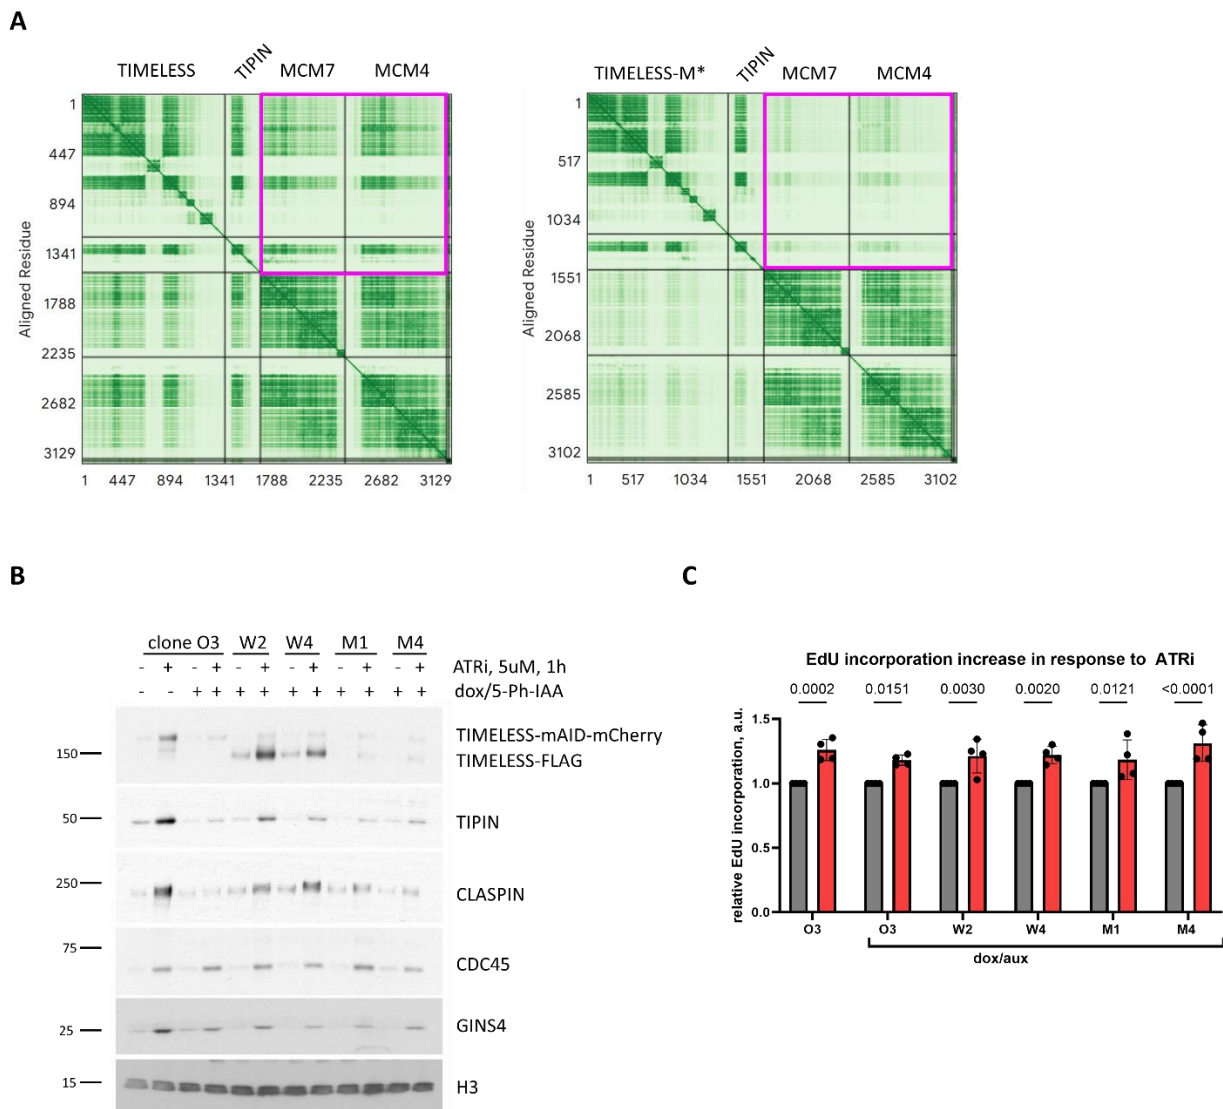 A
TIMELESS TIPIN MCM7 MCM4
1
447
894
1341
1788
2235
2682
3129
Aligned Residue
1 447 894 1341 1788 2235 2682 3129
TIMELESS-M* TIPIN MCM7 MCM4
1
517
1034
1551
2068
2585
3102
Aligned Residue
1 517 1034 1551 2068 2585 3102
B
clone O3 W2 W4 M1 M4
- + - + - + - + - + - + ATRi, 5uM, 1h
- - + + + + + + + + + + dox/5-Ph-IAA
TIMELESS-mAID-mCherry
150
TIMELESS-FLAG
50
TIPIN
250
CLASPIN
75
CDC45
25
GINS4
15
H3
C
EdU incorporation increase in response to ATRi
0.0002 0.0151 0.0030 0.0020 0.0121 <0.0001
1.5
1.0
0.5
0.0
relative EdU incorporation, a.u.
O3 O3 W2 W4 M1 M4
dox/aux